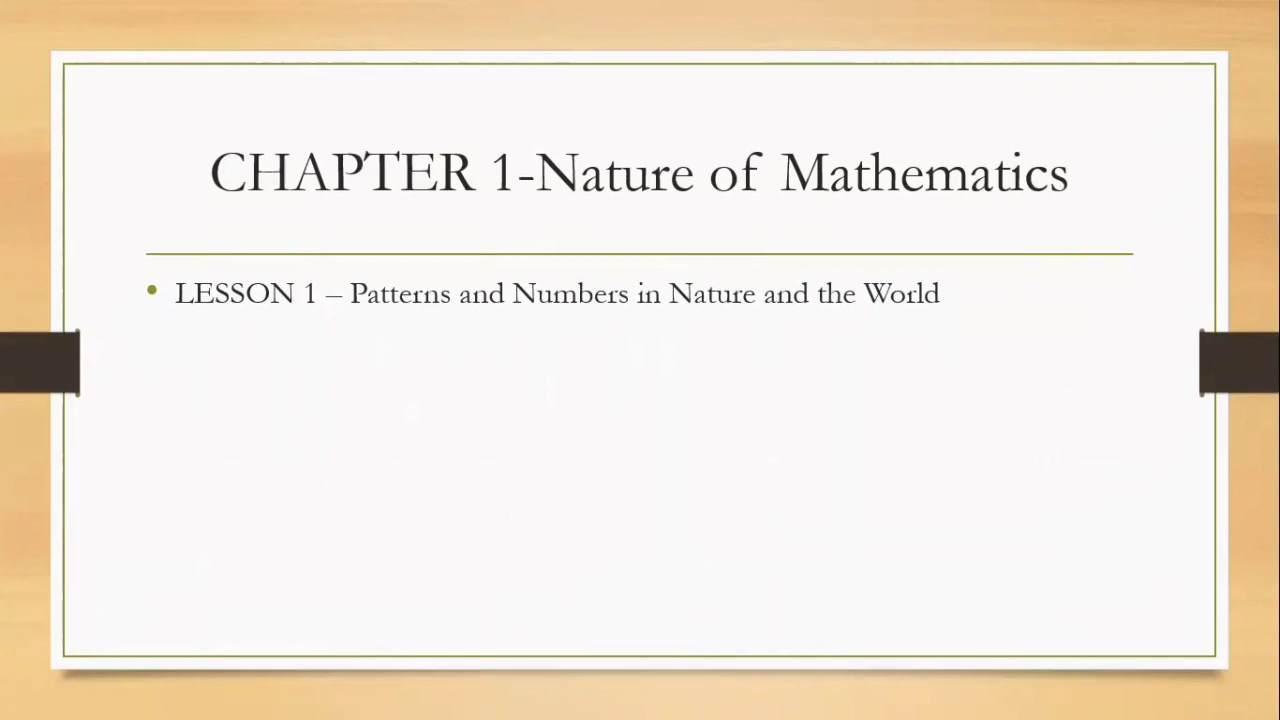 CHAPTER 1-Nature of Mathematics
• LESSON 1 – Patterns and Numbers in Nature and the World